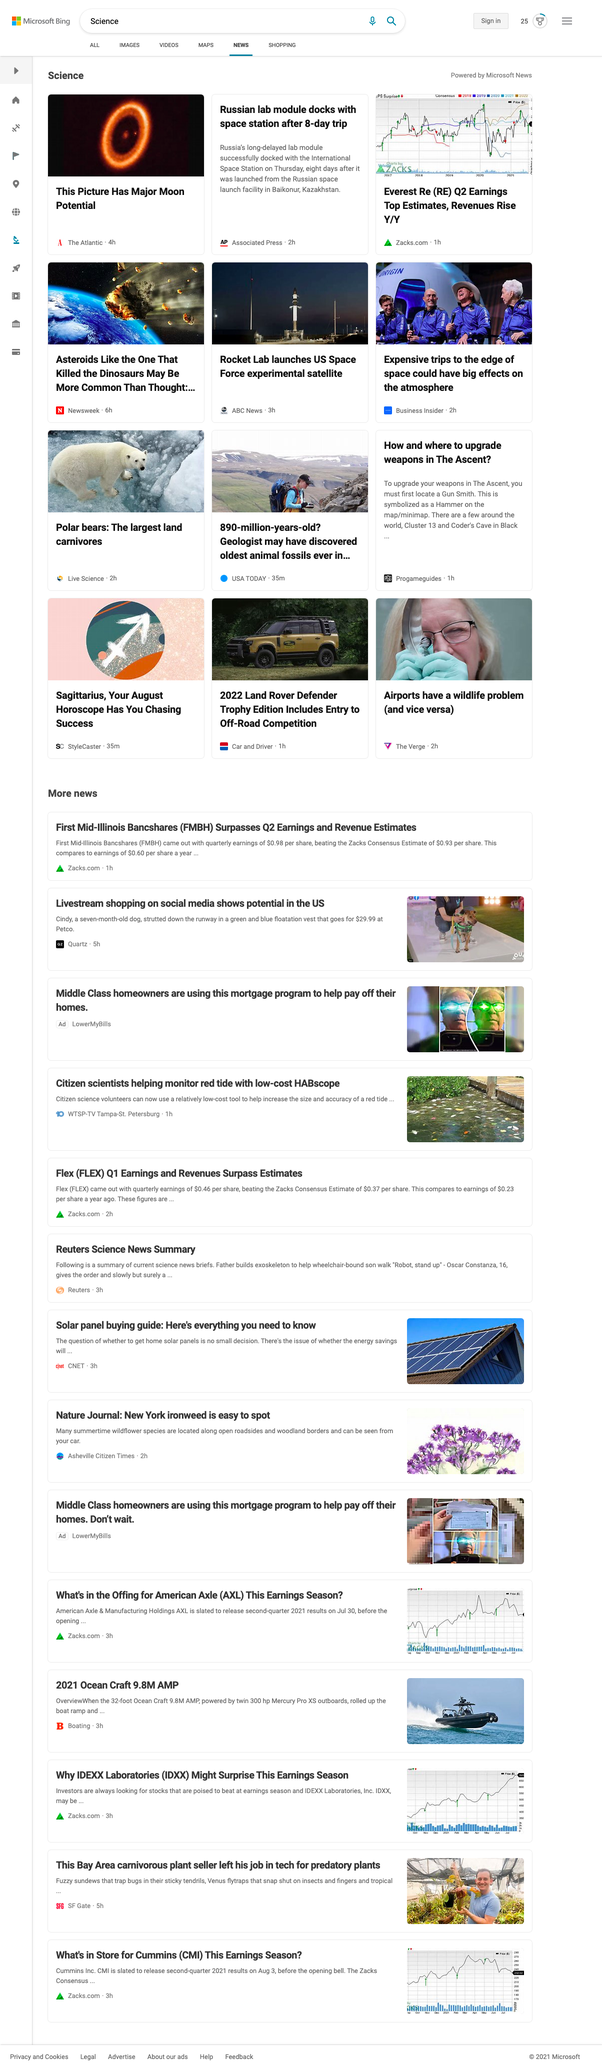 Microsoft Bing
Science
Sign in
25
ALL
IMAGES
VIDEOS
MAPS
NEWS
SHOPPING
Science
Powered by Microsoft News
This Picture Has Major Moon
Potential
The Atlantic · 4h
Russian lab module docks with
space station after 8-day trip
Russia's long-delayed lab module
successfully docked with the International
Space Station on Thursday, eight days after it
was launched from the Russian space
launch facility in Baikonur, Kazakhstan.
AP Associated Press · 2h
ZACKS
Everest Re (RE) Q2 Earnings
Top Estimates, Revenues Rise
Y/Y
Zacks.com · 1h
Asteroids Like the One That
Killed the Dinosaurs May Be
More Common Than Thought:...
Newsweek · 6h
Rocket Lab launches US Space
Force experimental satellite
ABC News · 3h
Expensive trips to the edge of
space could have big effects on
the atmosphere
Business Insider · 2h
Polar bears: The largest land
carnivores
Live Science · 2h
890-million-years-old?
Geologist may have discovered
oldest animal fossils ever in...
USA TODAY · 35m
How and where to upgrade
weapons in The Ascent?
To upgrade your weapons in The Ascent, you
must first locate a Gun Smith. This is
symbolized as a Hammer on the
map/minimap. There are a few around the
world, Cluster 13 and Coder's Cave in Black
...
Progameguides · 1h
Sagittarius, Your August
Horoscope Has You Chasing
Success
SC StyleCaster · 35m
2022 Land Rover Defender
Trophy Edition Includes Entry to
Off-Road Competition
Car and Driver · 1h
Airports have a wildlife problem
(and vice versa)
The Verge · 2h
More news
First Mid-Illinois Bancshares (FMBH) Surpasses Q2 Earnings and Revenue Estimates
First Mid-Illinois Bancshares (FMBH) came out with quarterly earnings of $0.98 per share, beating the Zacks Consensus Estimate of $0.93 per share. This
compares to earnings of $0.60 per share a year ...
Zacks.com · 1h
Livestream shopping on social media shows potential in the US
Cindy, a seven-month-old dog, strutted down the runway in a green and blue floatation vest that goes for $29.99 at
Petco.
Quartz · 5h
Middle Class homeowners are using this mortgage program to help pay off their
homes.
Ad LowerMyBills
Citizen scientists helping monitor red tide with low-cost HABscope
Citizen science volunteers can now use a relatively low-cost tool to help increase the size and accuracy of a red tide ...
WTSP-TV Tampa-St. Petersburg · 1h
Flex (FLEX) Q1 Earnings and Revenues Surpass Estimates
Flex (FLEX) came out with quarterly earnings of $0.46 per share, beating the Zacks Consensus Estimate of $0.37 per share. This compares to earnings of $0.23
per share a year ago. These figures are ...
Zacks.com · 2h
Reuters Science News Summary
Following is a summary of current science news briefs. Father builds exoskeleton to help wheelchair-bound son walk "Robot, stand up" - Oscar Constanza, 16,
gives the order and slowly but surely a ...
Reuters · 3h
Solar panel buying guide: Here's everything you need to know
The question of whether to get home solar panels is no small decision. There's the issue of whether the energy savings
will ...
CNET · 3h
Nature Journal: New York ironweed is easy to spot
Many summertime wildflower species are located along open roadsides and woodland borders and can be seen from
your car.
Asheville Citizen Times · 2h
Middle Class homeowners are using this mortgage program to help pay off their
homes. Don't wait.
Ad LowerMyBills
What's in the Offing for American Axle (AXL) This Earnings Season?
American Axle & Manufacturing Holdings AXL is slated to release second-quarter 2021 results on Jul 30, before the
opening ...
Zacks.com · 3h
2021 Ocean Craft 9.8M AMP
OverviewWhen the 32-foot Ocean Craft 9.8M AMP, powered by twin 300 hp Mercury Pro XS outboards, rolled up the
boat ramp and ...
B Boating · 3h
Why IDEXX Laboratories (IDXX) Might Surprise This Earnings Season
Investors are always looking for stocks that are poised to beat at earnings season and IDEXX Laboratories, Inc. IDXX,
may be ...
Zacks.com · 3h
This Bay Area carnivorous plant seller left his job in tech for predatory plants
Fuzzy sundews that trap bugs in their sticky tendrils, Venus flytraps that snap shut on insects and fingers and tropical
...
SF Gate · 5h
What's in Store for Cummins (CMI) This Earnings Season?
Cummins Inc. CMI is slated to release second-quarter 2021 results on Aug 3, before the opening bell. The Zacks
Consensus ...
Zacks.com · 3h
Privacy and Cookies
Legal
Advertise
About our ads
Help
Feedback
© 2021 Microsoft